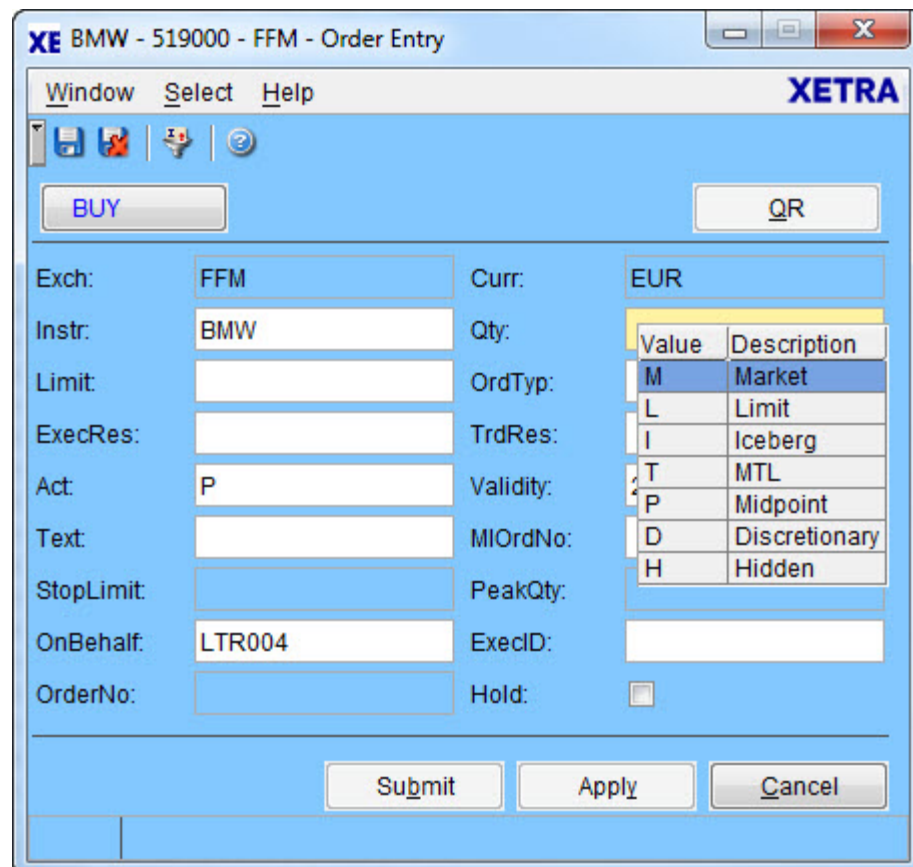 XE BMW - 519000 - FFM - Order Entry
Window Select Help XETRA
BUY QR
Exch: FFM Curr: EUR
Instr: BMW Qty:
Value Description
Limit: OrdTyp: M Market
L Limit
ExecRes: TrdRes: I Iceberg
T MTL
Act: P Validity: 2
P Midpoint
Text: MIOrdNo: D Discretionary
H Hidden
StopLimit: PeakQty:
OnBehalf: LTR004 ExecID:
OrderNo: Hold:
Submit Apply Cancel